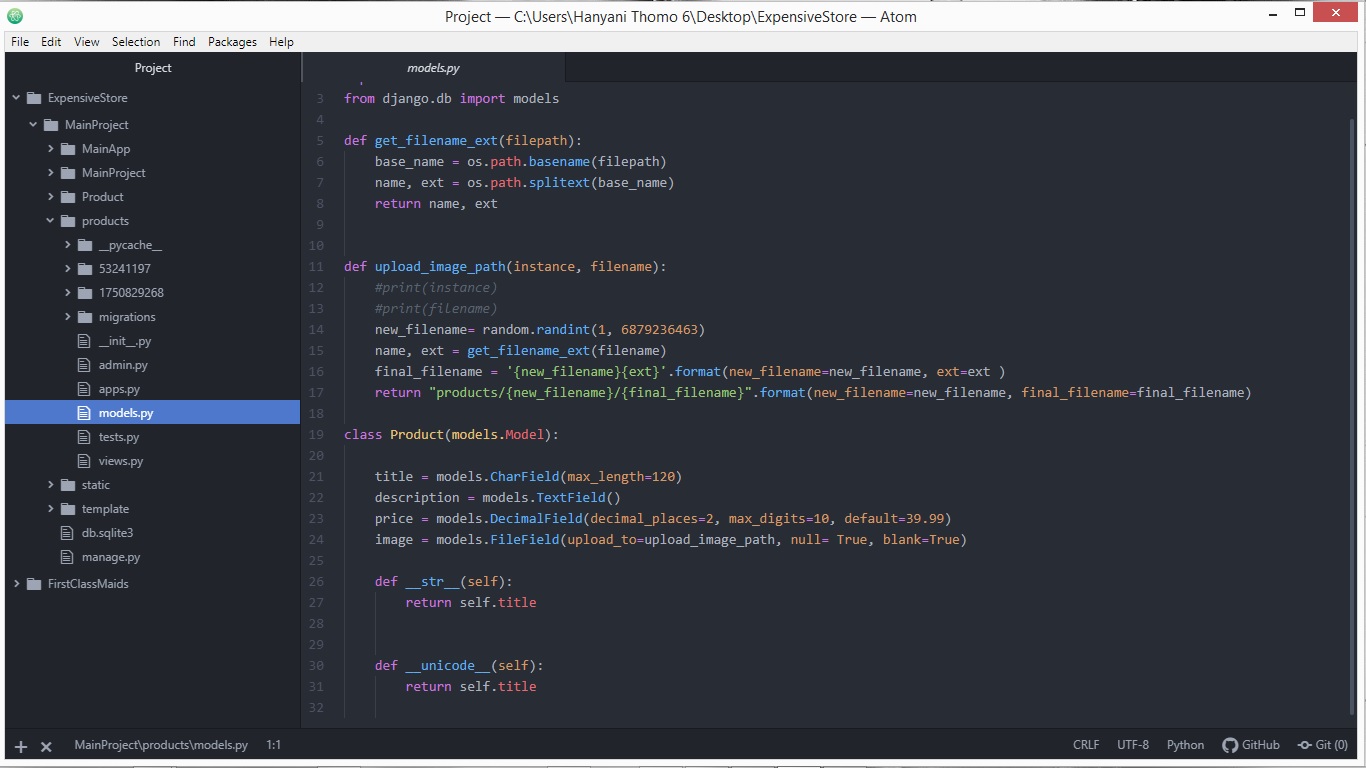 Project — C:\Users\Hanyani Thomo 6\Desktop\ExpensiveStore — Atom
File Edit View Selection Find Packages Help
Project
ExpensiveStore
MainProject
MainApp
MainProject
Product
products
__pycache__
53241197
1750829268
migrations
__init__.py
admin.py
apps.py
models.py
tests.py
views.py
static
template
db.sqlite3
manage.py
FirstClassMaids
models.py
3 from django.db import models
4
5 def get_filename_ext(filepath):
6 base_name = os.path.basename(filepath)
7 name, ext = os.path.splitext(base_name)
8 return name, ext
9
10
11 def upload_image_path(instance, filename):
12 #print(instance)
13 #print(filename)
14 new_filename= random.randint(1, 6879236463)
15 name, ext = get_filename_ext(filename)
16 final_filename = '{new_filename}{ext}'.format(new_filename=new_filename, ext=ext )
17 return "products/{new_filename}/{final_filename}".format(new_filename=new_filename, final_filename=final_filename)
18
19 class Product(models.Model):
20
21 title = models.CharField(max_length=120)
22 description = models.TextField()
23 price = models.DecimalField(decimal_places=2, max_digits=10, default=39.99)
24 image = models.FileField(upload_to=upload_image_path, null= True, blank=True)
25
26 def __str__(self):
27 return self.title
28
29
30 def __unicode__(self):
31 return self.title
32
MainProject\products\models.py 1:1 CRLF UTF-8 Python GitHub Git (0)